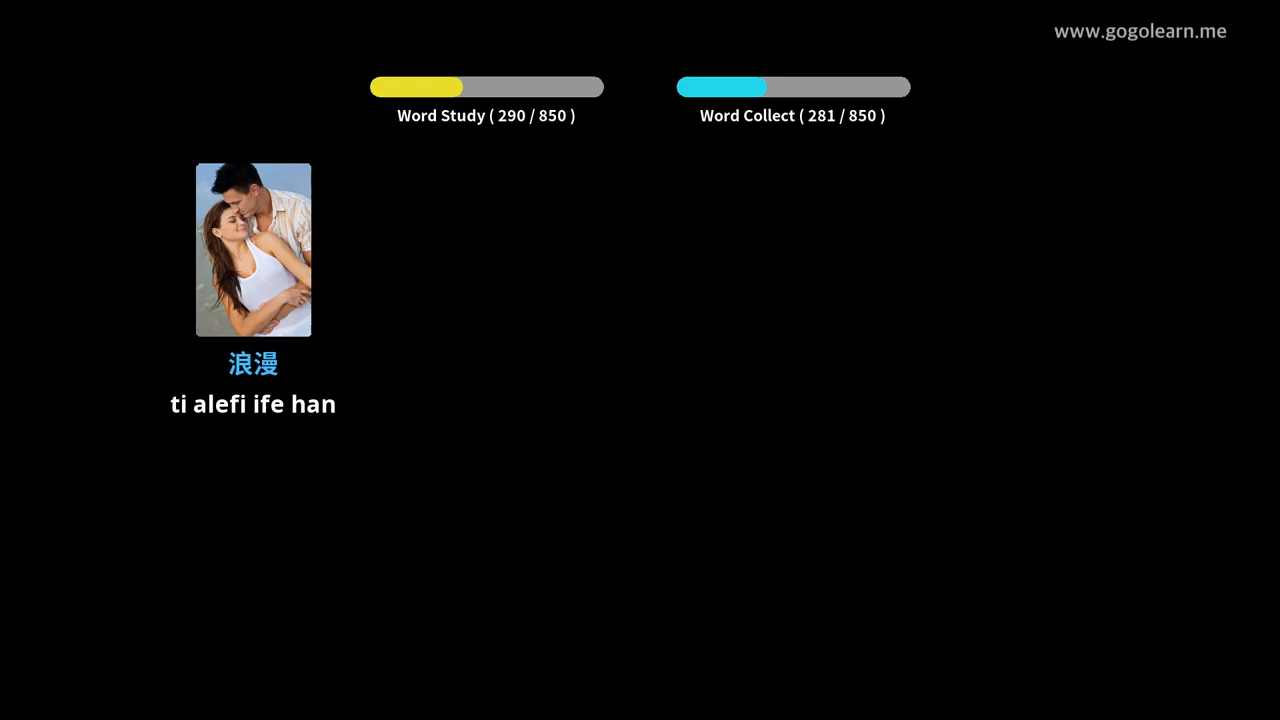 www.gogolearn.me
Word Study ( 290 / 850 )
Word Collect ( 281 / 850 )
浪漫
ti alefi ife han